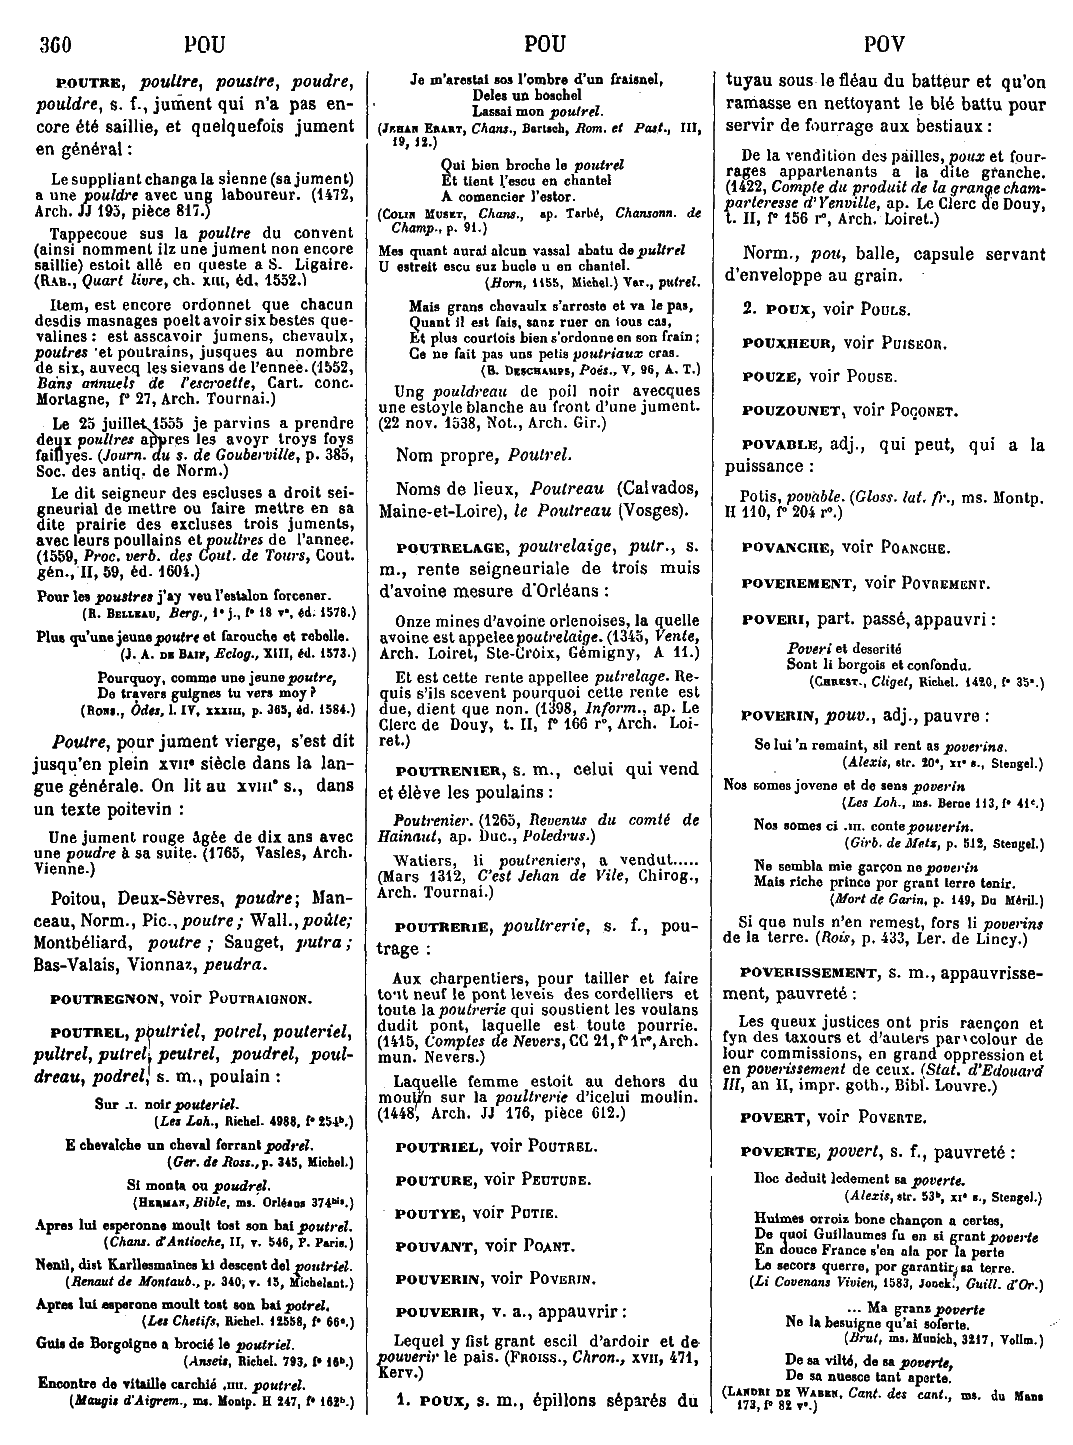 360 POU POU POV
POUTRE, poultre, poustre, poudre,
pouldre, s. f., jument qui n'a pas en-
core été saillie, et quelquefois jument
en général :
Le suppliant changa la sienne (sa jument)
a une pouldre avec ung laboureur. (1472,
Arch. JJ 195, pièce 817.)
Tappecoue sus la poultre du convent
(ainsi nomment ilz une jument non encore
saillie) estoit allé en queste a S. Ligaire.
(RAB., Quart livre, ch. XIII, éd. 1552.)
Item, est encore ordonnet que chacun
desdis masnages poelt avoir six bestes que-
valines : est asscavoir jumens, chevaulx,
poutres et poutrains, jusques au nombre
de six, auvecq les sievans de l'ennee. (1552,
Bans annuels de l'escroette, Cart. conc.
Mortagne, f° 27, Arch. Tournai.)
Le 25 juillet 1555 je parvins a prendre
deux poultres apres les avoyr troys foys
faillyes. (Journ. du s. de Gouberville, p. 385,
Soc. des antiq. de Norm.)
Le dit seigneur des escluses a droit sei-
gneurial de mettre ou faire mettre en sa
dite prairie des excluses trois juments,
avec leurs poullains et poultres de l'annee.
(1559, Proc. verb. des Cout. de Tours, Cout.
gén., II, 59, éd. 1604.)
Pour les poustres j'ay veu l'estalon forcener.
(R. BELLEAU, Berg., 1e j., f° 18 v°, éd. 1578.)
Plus qu'une jeune poutre et farouche et rebelle.
(J. A. DE BAIF, Eclog., XIII, éd. 1573.)
Pourquoy, comme une jeune poutre,
De travers guignes tu vers moy ?
(RONS., Òdes, l. IV, XXXIII, p. 365, éd. 1584.)
Poutre, pour jument vierge, s'est dit
jusqu'en plein XVIIe siècle dans la lan-
gue générale. On lit au XVIIIe s., dans
un texte poitevin :
Une jument rouge âgée de dix ans avec
une poudre à sa suite. (1765, Vasles, Arch.
Vienne.)
Poitou, Deux-Sèvres, poudre; Man-
ceau, Norm., Pic., poutre; Wall., poûte;
Montbéliard, poutre ; Sauget, putra;
Bas-Valais, Vionnaz, peudra.
POUTREGNON, voir POUTRAIGNON.
POUTREL, poutriel, potrel, pouteriel,
pultrel, putrel, peutrel, poudrel, poul-
dreau, podrel, s. m., poulain :
Sur .I. noir pouteriel.
(Les Loh., Richel. 4988, f° 254b.)
E chevalche un cheval ferrant podrel.
(Ger. de Ross., p. 345, Michel.)
Si monta ou poudrel.
(HERMAN, Bible, ms. Orléans 374bis.)
Apres lui esperonne moult tost son bai poutrel.
(Chans. d'Antioche, II, v. 546, P. Paris.)
Nenil, dist Karllesmaines ki descent del poutriel.
(Renaut de Montaub., p. 340, v. 15, Michelant.)
Apres lui esperone moult tost son bai potrel.
(Les Chetifs, Richel. 12558, f° 66e.)
Guis de Borgoigne a brocié le poutriel.
(Anseis, Richel. 793, f° 16b.)
Encontre de vitaille carchié .IIII. poutrel.
(Maugis d'Aigrem., ms. Montp. H 247, f° 162b.)
Je m'arestai sos l'ombre d'un fraisnel,
Deles un boschel
Lassai mon poutrel.
(JEHAN ERART, Chans., Bartsch, Rom. et Past., III,
19, 12.)
Qui bien broche le poutrel
Et tient l'escu en chantel
A comencier l'estor.
(COLIN MUSET, Chans., ap. Tarbé, Chansonn. de
Champ., p. 91.)
Mes quant aurai alcun vassal abatu de pultrel
U estreit escu suz bucle u en chantel.
(Horn, 1155, Michel.) Var., putrel.
Mais grans chevaulx s'arreste et va le pas,
Quant il est fais, sanz ruer en tous cas,
Et plus courtois bien s'ordonne en son frain;
Ce ne fait pas uns petis poutriaux cras.
(E. DESCHAMPS, Poés., V, 96, A. T.)
Ung pouldreau de poil noir avecques
une estoyle blanche au front d'une jument.
(22 nov. 1538, Not., Arch. Gir.)
Nom propre, Poutrel.
Noms de lieux, Poutreau (Calvados,
Maine-et-Loire), le Poutreau (Vosges).
POUTRELAGE, poutrelaige, putr., s.
m., rente seigneuriale de trois muis
d'avoine mesure d'Orléans :
Onze mines d'avoine orlenoises, la quelle
avoine est appelee poutrelaige. (1345, Vente,
Arch. Loiret, Ste-Croix, Gémigny, A 11.)
Et est cette rente appellee putrelage. Re-
quis s'ils scevent pourquoi cette rente est
due, dient que non. (1398, Inform., ap. Le
Clerc de Douy, t. II, f° 166 r°, Arch. Loi-
ret.)
POUTRENIER, s. m., celui qui vend
et élève les poulains :
Poutrenier. (1265, Revenus du comté de
Hainaut, ap. Duc., Poledrus.)
Watiers, li poutreniers, a vendut.....
(Mars 1312, C'est Jehan de Vile, Chirog.,
Arch. Tournai.)
POUTRERIE, poultrerie, s. f., pou-
trage :
Aux charpentiers, pour tailler et faire
tout neuf le pont leveis des cordelliers et
toute la poutrerie qui soustient les voulans
dudit pont, laquelle est toute pourrie.
(1415, Comptes de Nevers, CC 21, f° 1 r°, Arch.
mun. Nevers.)
Laquelle femme estoit au dehors du
moulin sur la poultrerie d'icelui moulin.
(1448, Arch. JJ 176, pièce 612.)
POUTRIEL, voir POUTREL.
POUTURE, voir PEUTURE.
POUTYE, voir POTIE.
POUVANT, voir POANT.
POUVERIN, voir POVERIN.
POUVERIR, v. a., appauvrir :
Lequel y fist grant escil d'ardoir et de
pouverir le pais. (FROISS., Chron., XVII, 471,
Kerv.)
1. POUX, s. m., épillons séparés du
tuyau sous le fléau du batteur et qu'on
ramasse en nettoyant le blé battu pour
servir de fourrage aux bestiaux :
De la vendition des pailles, poux et four-
rages appartenants a la dite granche.
(1422, Compte du produit de la grange cham-
parteresse d'Yenville, ap. Le Clerc de Douy,
t. II, f° 156 r°, Arch. Loiret.)
Norm., pou, balle, capsule servant
d'enveloppe au grain.
2. POUX, voir POULS.
POUXHEUR, voir PUISEOR.
POUZE, voir POUSE.
POUZOUNET, voir POÇONET.
POVABLE, adj., qui peut, qui a la
puissance :
Potis, povable. (Gloss. lat. fr., ms. Montp.
H 110, f° 204 r°.)
POVANCHE, voir POANCHE.
POVEREMENT, voir POVREMENT.
POVERI, part. passé, appauvri :
Poveri et deserité
Sont li borgois et confondu.
(CHREST., Cliget, Richel. 1420, f° 35e.)
POVERIN, pouv., adj., pauvre :
Se lui 'n remaint, sil rent as poverins.
(Alexis, str. 20e, XIe s., Stengel.)
Nos somes jovene et de sens poverin
(Les Loh., ms. Berne 113, f° 41c.)
Nos somes ci .III. conte pouverin.
(Girb. de Metz, p. 512, Stengel.)
Ne sembla mie garçon ne poverin
Mais riche prince por grant terre tenir.
(Mort de Garin, p. 149, Du Méril.)
Si que nuls n'en remest, fors li poverins
de la terre. (Rois, p. 433, Ler. de Lincy.)
POVERISSEMENT, s. m., appauvrisse-
ment, pauvreté :
Les queux justices ont pris raençon et
fyn des taxours et d'auters par colour de
lour commissions, en grand oppression et
en poverissement de ceux. (Stat. d'Edouard
III, an II, impr. goth., Bibl. Louvre.)
POVERT, voir POVERTE.
POVERTE, povert, s. f., pauvreté :
Iloc deduit ledement sa poverte.
(Alexis, str. 53b, XIe s., Stengel.)
Huimes orroiz bone chançon a certes,
De quoi Guillaumes fu en si grant poverte
En douce France s'en ala por la perte
Le secors querre, por garantir sa terre.
(Li Covenans Vivien, 1583, Jonck., Guill. d'Or.)
... Ma granz poverte
Ne la besuigne qu'ai soferte.
(Brut, ms. Munich, 3217, Vollm.)
De sa vilté, de sa poverte,
De sa nuesce tant aperte.
(LANDRI DE WABEN, Cant. des cant., ms. du Mans
173, f° 82 v°.)